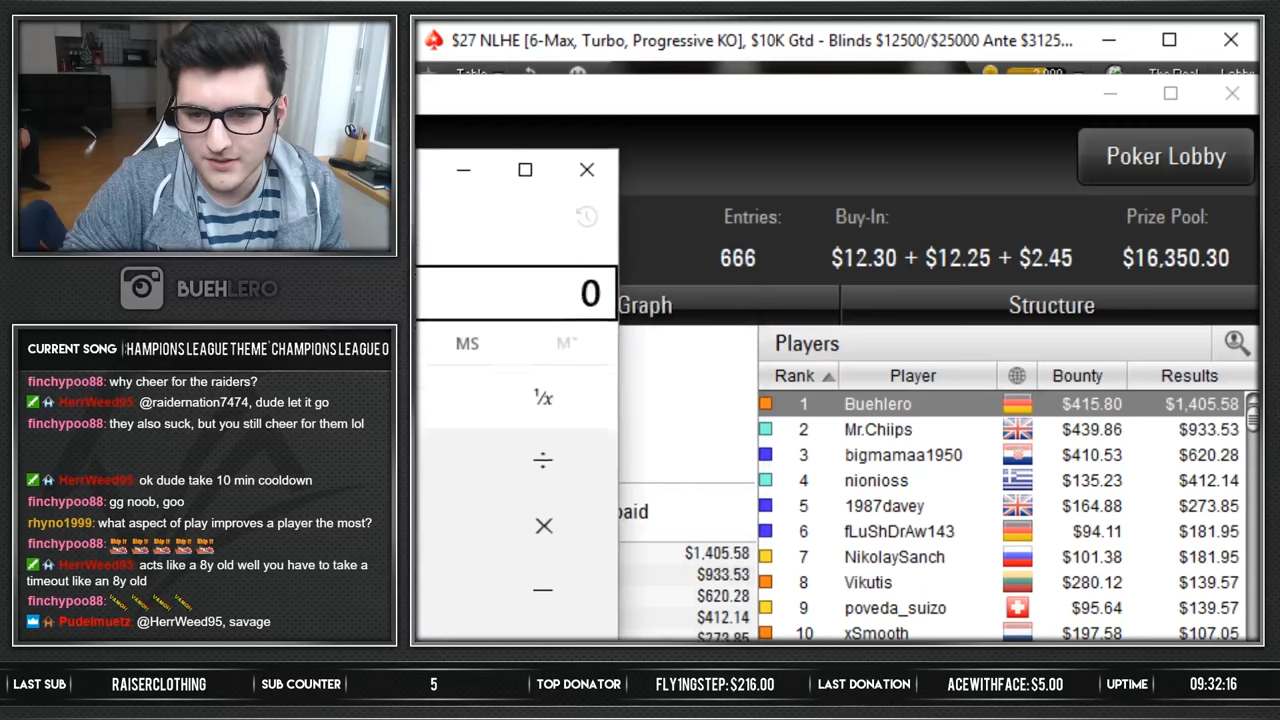 $27 NLHE [6-Max, Turbo, Progressive KO], $10K Gtd - Blinds $12500/$25000 Ante $3125...
Poker Lobby
Entries: Buy-In: Prize Pool:
666 $12.30 + $12.25 + $2.45 $16,350.30
0
Graph Structure
MS
¹/x
÷
×
—
Players
Rank Player Bounty Results
1 Buehlero $415.80 $1,405.58
2 Mr.Chiips $439.86 $933.53
3 bigmamaa1950 $410.53 $620.28
4 nionioss $135.23 $412.14
5 1987davey $164.88 $273.85
6 fLuShDrAw143 $94.11 $181.95
7 NikolaySanch $101.38 $181.95
8 Vikutis $280.12 $139.57
9 poveda_suizo $95.64 $139.57
10 xSmooth $197.58 $107.05
paid
$1,405.58
$933.53
$620.28
$412.14
$273.85
BUEHLERO
CURRENT SONG HAMPIONS LEAGUE THEME' 'CHAMPIONS LEAGUE O
finchypoo88: why cheer for the raiders?
HerrWeed95: @raidernation7474, dude let it go
finchypoo88: they also suck, but you still cheer for them lol
HerrWeed95: ok dude take 10 min cooldown
finchypoo88: gg noob, goo
rhyno1999: what aspect of play improves a player the most?
finchypoo88:
HerrWeed95: acts like a 8y old well you have to take a
timeout like an 8y old
finchypoo88:
Pudelmuetz: @HerrWeed95, savage
LAST SUB RAISERCLOTHING SUB COUNTER 5 TOP DONATOR FLY1NGSTEP: $216.00 LAST DONATION ACEWITHFACE: $5.00 UPTIME 09:32:16